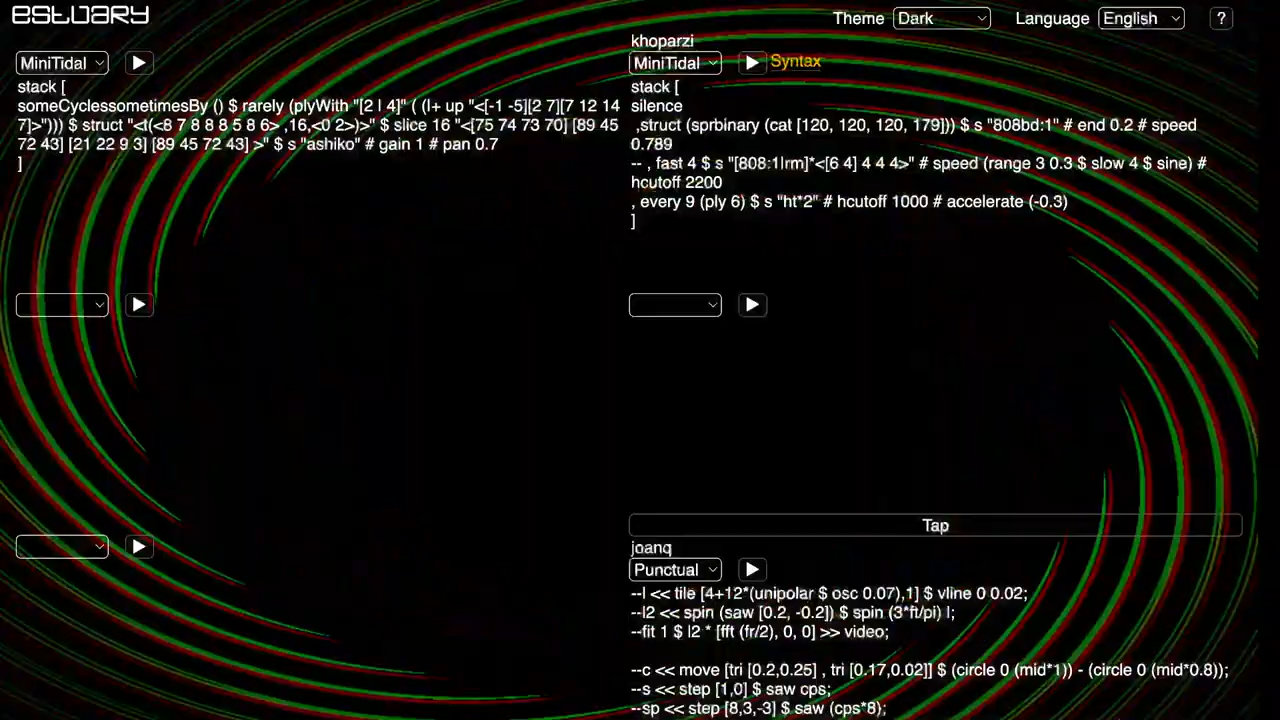 estuary
Theme Dark Language English ?
MiniTidal
stack [
someCyclessometimesBy () $ rarely (plyWith "[2 | 4]" ( (|+ up "<[-1 -5][2 7][7 12 14
7]>"))) $ struct "<t(<8 7 8 8 8 5 8 6> ,16,<0 2>)>" $ slice 16 "<[75 74 73 70] [89 45
72 43] [21 22 9 3] [89 45 72 43] >" $ s "ashiko" # gain 1 # pan 0.7
]
khoparzi
MiniTidal Syntax
stack [
silence
,struct (sprbinary (cat [120, 120, 120, 179])) $ s "808bd:1" # end 0.2 # speed
0.789
-- , fast 4 $ s "[808:1|rm]*<[6 4] 4 4 4>" # speed (range 3 0.3 $ slow 4 $ sine) #
hcutoff 2200
, every 9 (ply 6) $ s "ht*2" # hcutoff 1000 # accelerate (-0.3)
]
Tap
joanq
Punctual
--l << tile [4+12*(unipolar $ osc 0.07),1] $ vline 0 0.02;
--l2 << spin (saw [0.2, -0.2]) $ spin (3*ft/pi) l;
--fit 1 $ l2 * [fft (fr/2), 0, 0] >> video;
--c << move [tri [0.2,0.25] , tri [0.17,0.02]] $ (circle 0 (mid*1)) - (circle 0 (mid*0.8));
--s << step [1,0] $ saw cps;
--sp << step [8,3,-3] $ saw (cps*8);